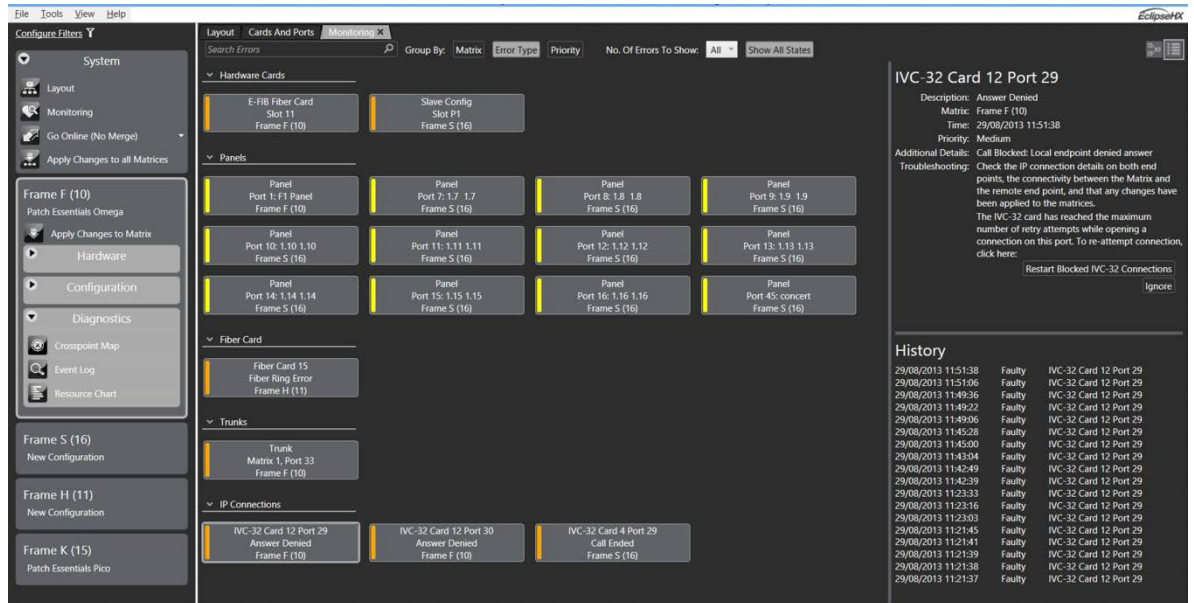 File Tools View Help
EclipseHX
Configure Filters
System
Layout
Monitoring
Go Online (No Merge)
Apply Changes to all Matrices
Frame F (10)
Patch Essentials Omega
Apply Changes to Matrix
Hardware
Configuration
Diagnostics
Crosspoint Map
Event Log
Resource Chart
Frame S (16)
New Configuration
Frame H (11)
New Configuration
Frame K (15)
Patch Essentials Pico
Layout Cards And Ports Monitoring
Search Errors Group By: Matrix Error Type Priority No. Of Errors To Show: All Show All States
Hardware Cards
E-FIB Fiber Card
Slot 11
Frame F (10)
Slave Config
Slot P1
Frame S (16)
Panels
Panel
Port 1: F1 Panel
Frame F (10)
Panel
Port 7: 1.7 1.7
Frame S (16)
Panel
Port 8: 1.8 1.8
Frame S (16)
Panel
Port 9: 1.9 1.9
Frame S (16)
Panel
Port 10: 1.10 1.10
Frame S (16)
Panel
Port 11: 1.11 1.11
Frame S (16)
Panel
Port 12: 1.12 1.12
Frame S (16)
Panel
Port 13: 1.13 1.13
Frame S (16)
Panel
Port 14: 1.14 1.14
Frame S (16)
Panel
Port 15: 1.15 1.15
Frame S (16)
Panel
Port 16: 1.16 1.16
Frame S (16)
Panel
Port 45: concert
Frame S (16)
Fiber Card
Fiber Card 15
Fiber Ring Error
Frame H (11)
Trunks
Trunk
Matrix 1, Port 33
Frame F (10)
IP Connections
IVC-32 Card 12 Port 29
Answer Denied
Frame F (10)
IVC-32 Card 12 Port 30
Answer Denied
Frame F (10)
IVC-32 Card 4 Port 29
Call Ended
Frame S (16)
IVC-32 Card 12 Port 29
Description: Answer Denied
Matrix: Frame F (10)
Time: 29/08/2013 11:51:38
Priority: Medium
Additional Details: Call Blocked: Local endpoint denied answer
Troubleshooting: Check the IP connection details on both end
points, the connectivity between the Matrix and
the remote end point, and that any changes have
been applied to the matrices.
The IVC-32 card has reached the maximum
number of retry attempts while opening a
connection on this port. To re-attempt connection,
click here:
Restart Blocked IVC-32 Connections
Ignore
History
29/08/2013 11:51:38 Faulty IVC-32 Card 12 Port 29
29/08/2013 11:51:06 Faulty IVC-32 Card 12 Port 29
29/08/2013 11:49:36 Faulty IVC-32 Card 12 Port 29
29/08/2013 11:49:22 Faulty IVC-32 Card 12 Port 29
29/08/2013 11:49:06 Faulty IVC-32 Card 12 Port 29
29/08/2013 11:45:28 Faulty IVC-32 Card 12 Port 29
29/08/2013 11:45:00 Faulty IVC-32 Card 12 Port 29
29/08/2013 11:43:04 Faulty IVC-32 Card 12 Port 29
29/08/2013 11:42:49 Faulty IVC-32 Card 12 Port 29
29/08/2013 11:42:39 Faulty IVC-32 Card 12 Port 29
29/08/2013 11:23:33 Faulty IVC-32 Card 12 Port 29
29/08/2013 11:23:16 Faulty IVC-32 Card 12 Port 29
29/08/2013 11:23:03 Faulty IVC-32 Card 12 Port 29
29/08/2013 11:21:45 Faulty IVC-32 Card 12 Port 29
29/08/2013 11:21:41 Faulty IVC-32 Card 12 Port 29
29/08/2013 11:21:39 Faulty IVC-32 Card 12 Port 29
29/08/2013 11:21:38 Faulty IVC-32 Card 12 Port 29
29/08/2013 11:21:37 Faulty IVC-32 Card 12 Port 29